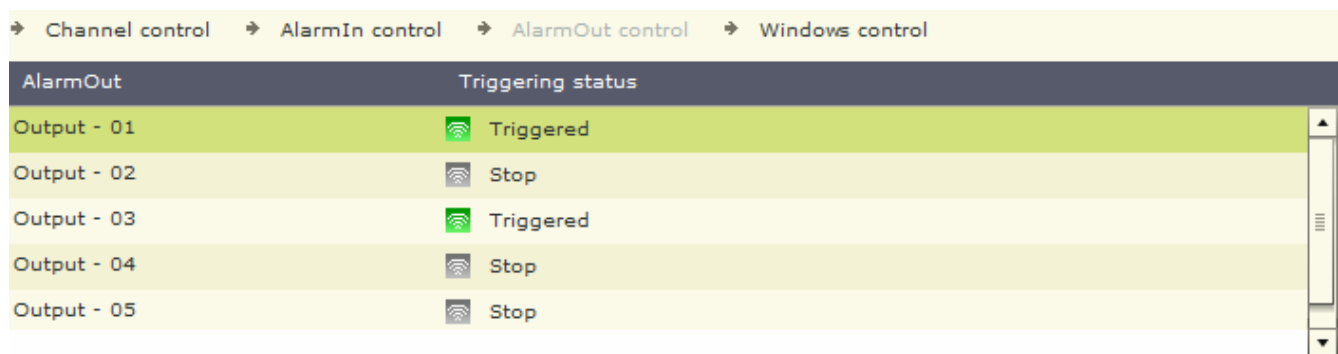 Channel control AlarmIn control AlarmOut control Windows control
AlarmOut Triggering status
Output - 01 Triggered
Output - 02 Stop
Output - 03 Triggered
Output - 04 Stop
Output - 05 Stop